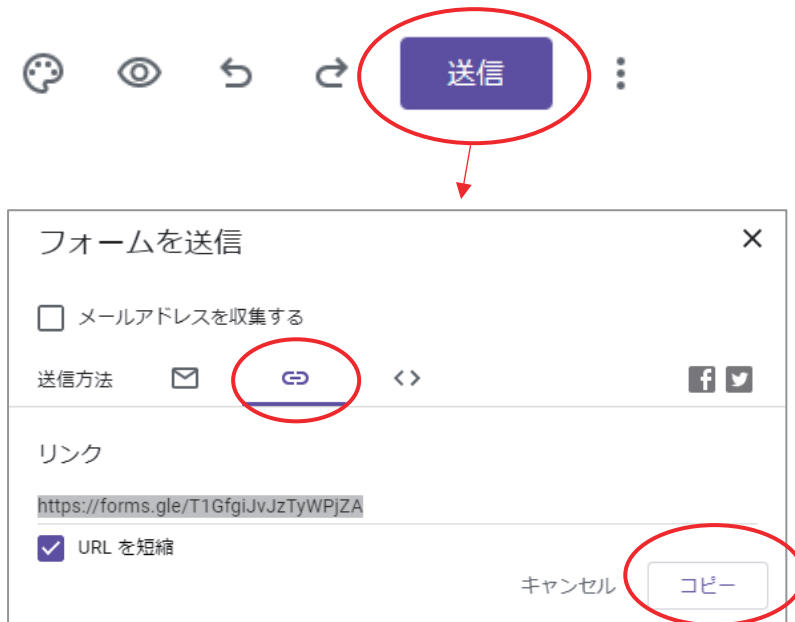 送信
フォームを送信
メールアドレスを収集する
送信方法
リンク
https://forms.gle/T1GfgiJvJzTyWPjZA
URL を短縮
キャンセル コピー